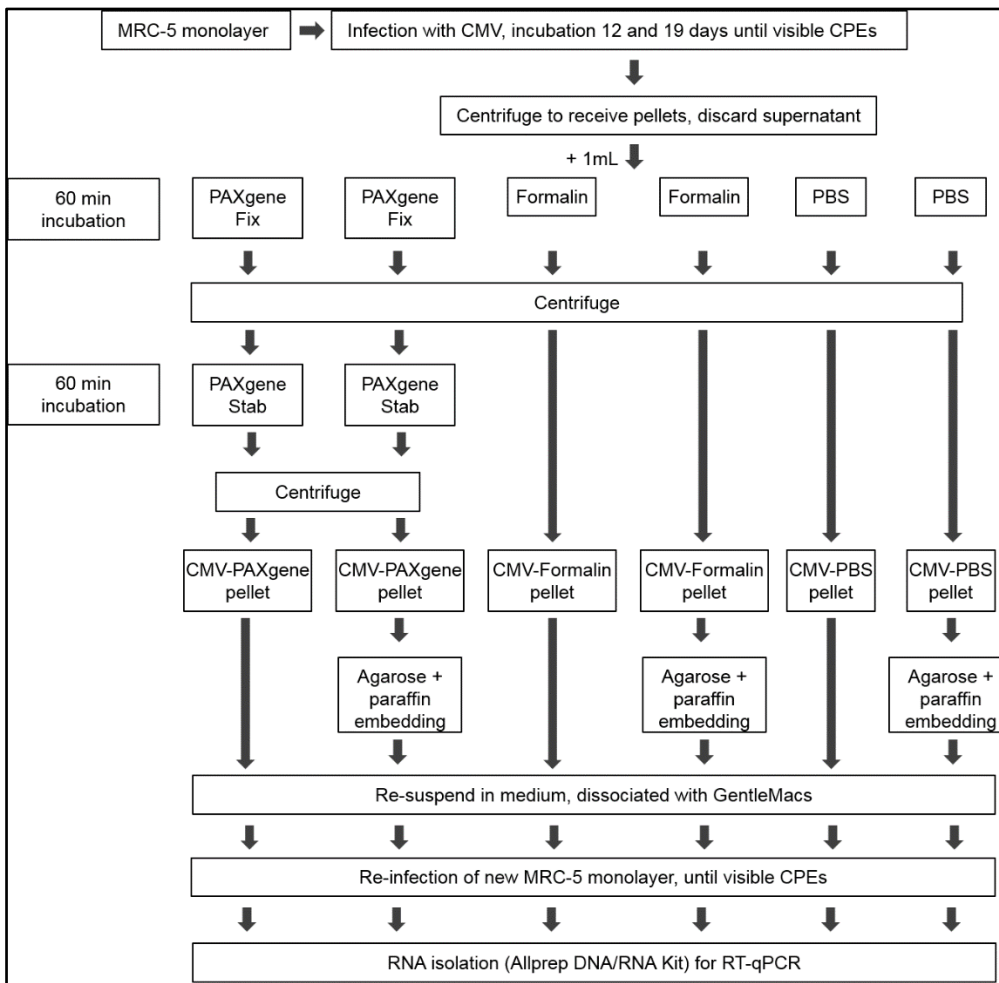 MRC-5 monolayer
Infection with CMV, incubation 12 and 19 days until visible CPEs
Centrifuge to receive pellets, discard supernatant
+ 1mL
60 min
incubation
PAXgene
Fix
PAXgene
Fix
Formalin
Formalin
PBS
PBS
Centrifuge
60 min
incubation
PAXgene
Stab
PAXgene
Stab
Centrifuge
CMV-PAXgene
pellet
CMV-PAXgene
pellet
CMV-Formalin
pellet
CMV-Formalin
pellet
CMV-PBS
pellet
CMV-PBS
pellet
Agarose +
paraffin
embedding
Agarose +
paraffin
embedding
Agarose +
paraffin
embedding
Re-suspend in medium, dissociated with GentleMacs
Re-infection of new MRC-5 monolayer, until visible CPEs
RNA isolation (Allprep DNA/RNA Kit) for RT-qPCR